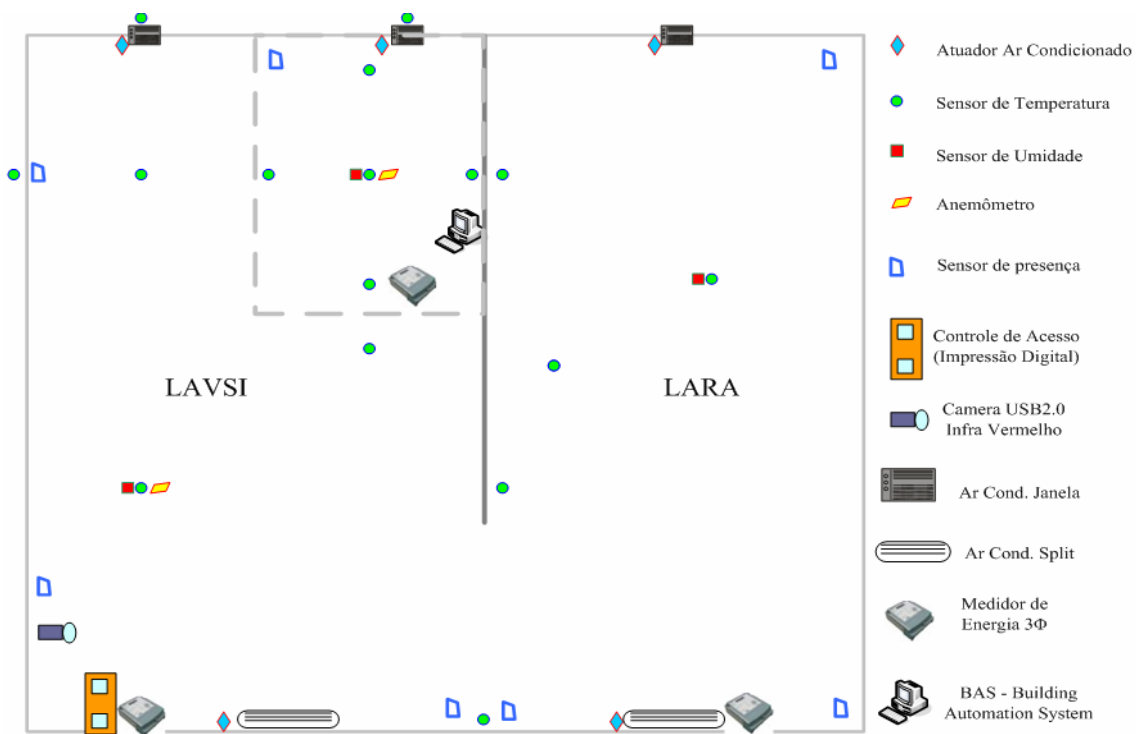 LAVSI
LARA
Atuador Ar Condicionado
Sensor de Temperatura
Sensor de Umidade
Anemômetro
Sensor de presença
Controle de Acesso
(Impressão Digital)
Camera USB2.0
Infra Vermelho
Ar Cond. Janela
Ar Cond. Split
Medidor de
Energia 3Φ
BAS - Building
Automation System